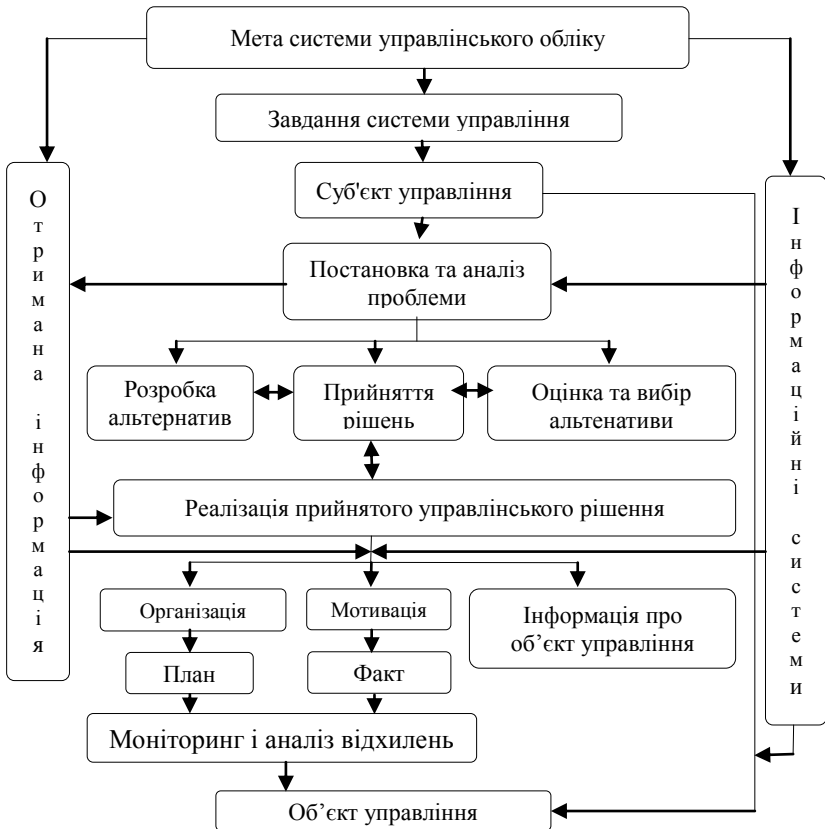 Мета системи управлінського обліку
Завдання системи управління
Суб'єкт управління
Отримана інформація
Інформаційні системи
Постановка та аналіз
проблеми
Розробка
альтернатив
Прийняття
рішень
Оцінка та вибір
альтенативи
Реалізація прийнятого управлінського рішення
Організація
Мотивація
Інформація про
об’єкт управління
План
Факт
Моніторинг і аналіз відхилень
Об’єкт управління